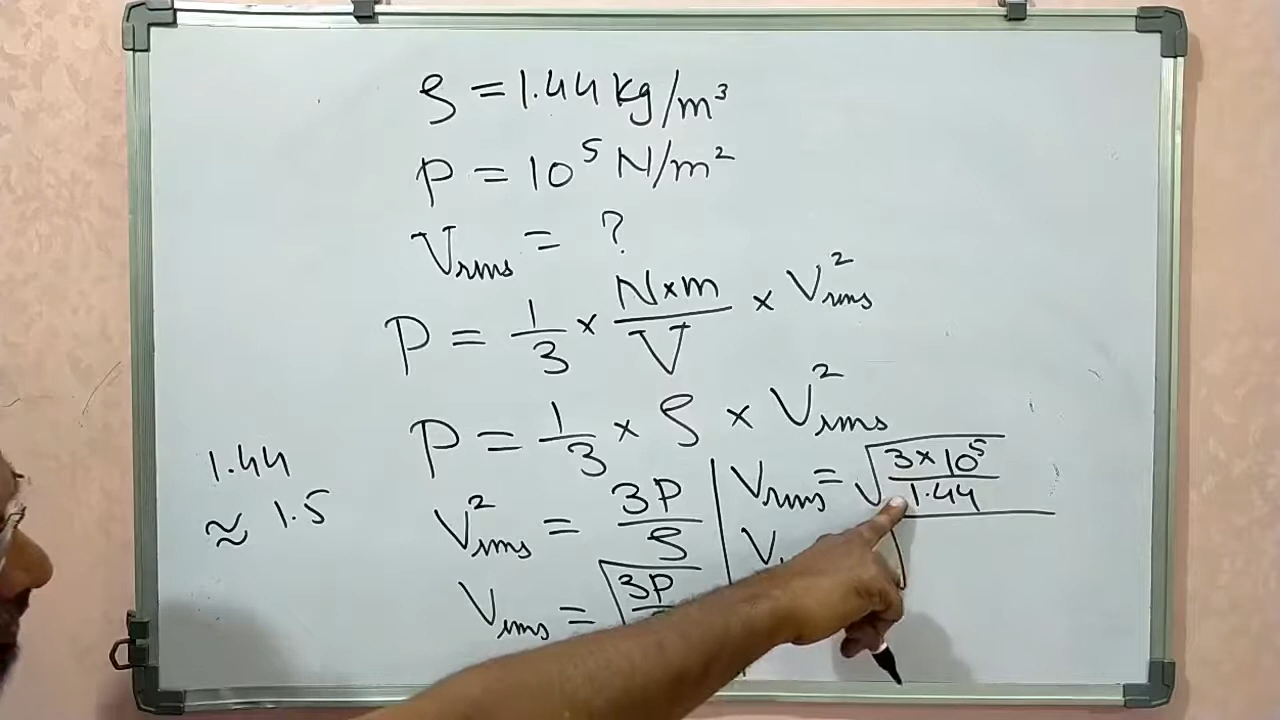 ρ = 1.44 kg/m³
P = 10⁵ N/m²
Vrms = ?
P = 1/3 × N×m/V × V²rms
P = 1/3 × ρ × V²rms
1.44
≈ 1.5
V²rms = 3P/ρ
Vrms = √3P
Vrms = √(3×10⁵/1.44)
V